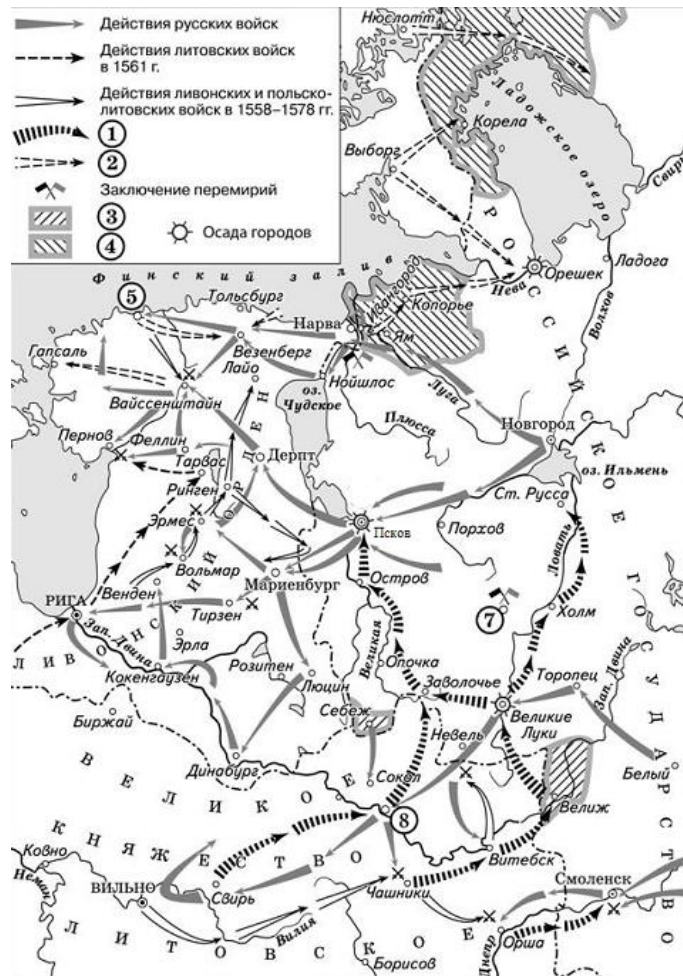 Действия русских войск
Действия литовских войск
в 1561 г.
Действия ливонских и польско-
литовских войск в 1558–1578 гг.
1
2
Заключение перемирий
3
4
Осада городов
Нюслотт
Ладожское озеро
Корела
Выборг
Свирь
РОССИЙСКОЕ ГОСУДАРСТВО
Финский залив
Орешек
Ладога
Нева
Волхов
5
Тольсбург
Ивангород
Копорье
Нарва
Ям
Гапсаль
Везенберг
Лайо
Нойшлос
оз.
Чудское
Луга
Вайссенштайн
Плюсса
Новгород
Пернов
Феллин
Дерпт
оз. Ильмень
Тарвас
Ринген
Ст. Русса
Псков
Порхов
Эрмес
ЛИВОНСКИЙ ОРДЕН
Ловать
Вольмар
Остров
Мариенбург
Венден
7
РИГА
Тирзен
Холм
Зап. Двина
Эрла
Великая
Опочка
Зап. Двина
Кокенгаузен
Розитен
Люцин
Заволочье
Торопец
Себеж
Великие
Луки
Биржай
Невель
Динабург
Сокол
Белый
Велиж
8
ВЕЛИКОЕ
КНЯЖЕСТВО
ЛИТОВСКОЕ
Ковно
Неман
Витебск
ВИЛЬНО
Свирь
Чашники
Смоленск
Вилия
Орша
Днепр
Борисов